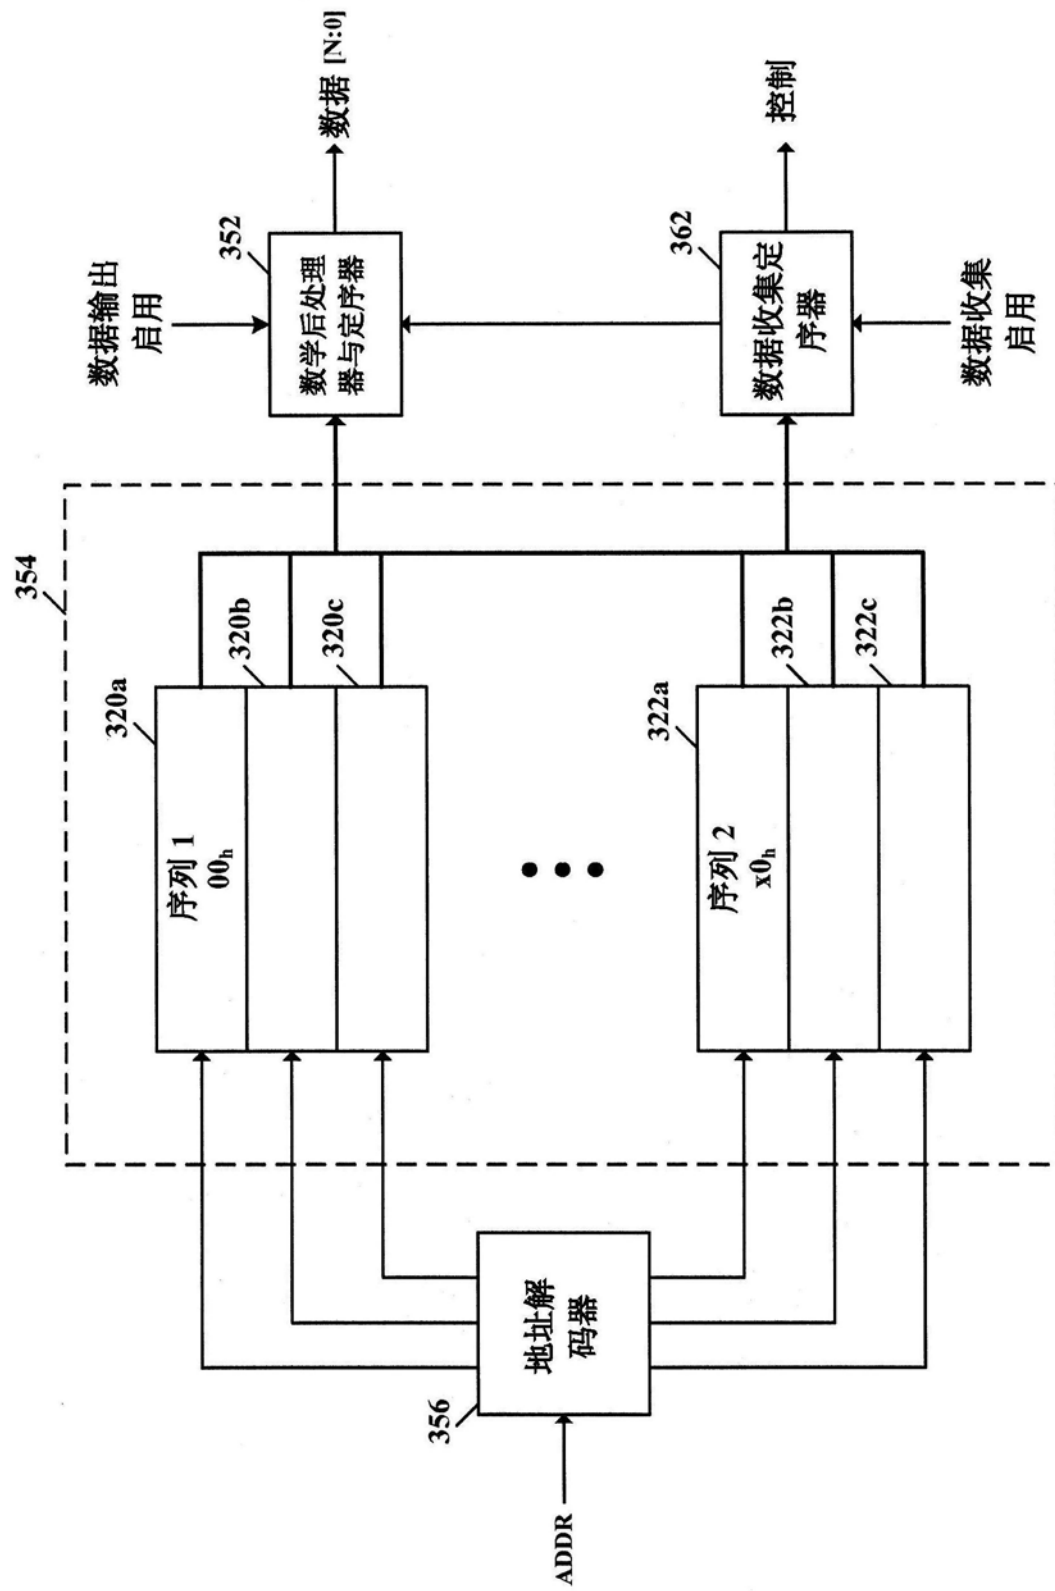 354
320a
序列 1
00h
320b
320c
322a
序列 2
x0h
322b
322c
356
地址解
码器
ADDR
数据输出
启用
352
数学后处理
器与定序器
数据 [N:0]
362
数据收集定
序器
控制
数据收集
启用